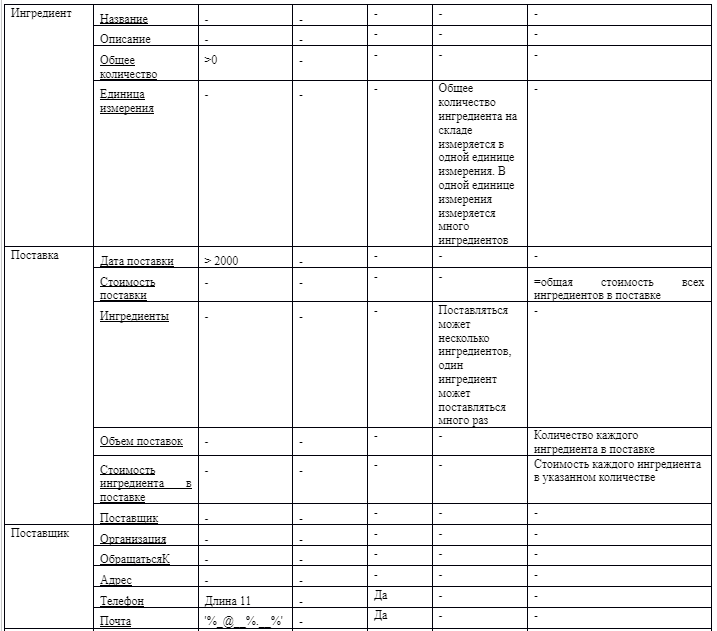 Ингредиент Название - - - - -
Описание - - - - -
Общее >0 - - - -
количество
Единица - - - Общее -
измерения количество
ингредиента на
складе
измеряется в
одной единице
измерения. В
одной единице
измерения
измеряется
много
ингредиентов
Поставка Дата поставки > 2000 - - - -
Стоимость - - - - =общая стоимость всех
поставки ингредиентов в поставке
Ингредиенты - - - Поставляться -
может
несколько
ингредиентов,
один
ингредиент
может
поставляться
много раз
Объем поставок - - - - Количество каждого
ингредиента в поставке
Стоимость - - - - Стоимость каждого ингредиента
ингредиента в в указанном количестве
поставке
Поставщик - - - - -
Поставщик Организация - - - - -
ОбращатьсяК - - - - -
Адрес - - - - -
Телефон Длина 11 - Да - -
Почта '%_@__%.__%' - Да - -